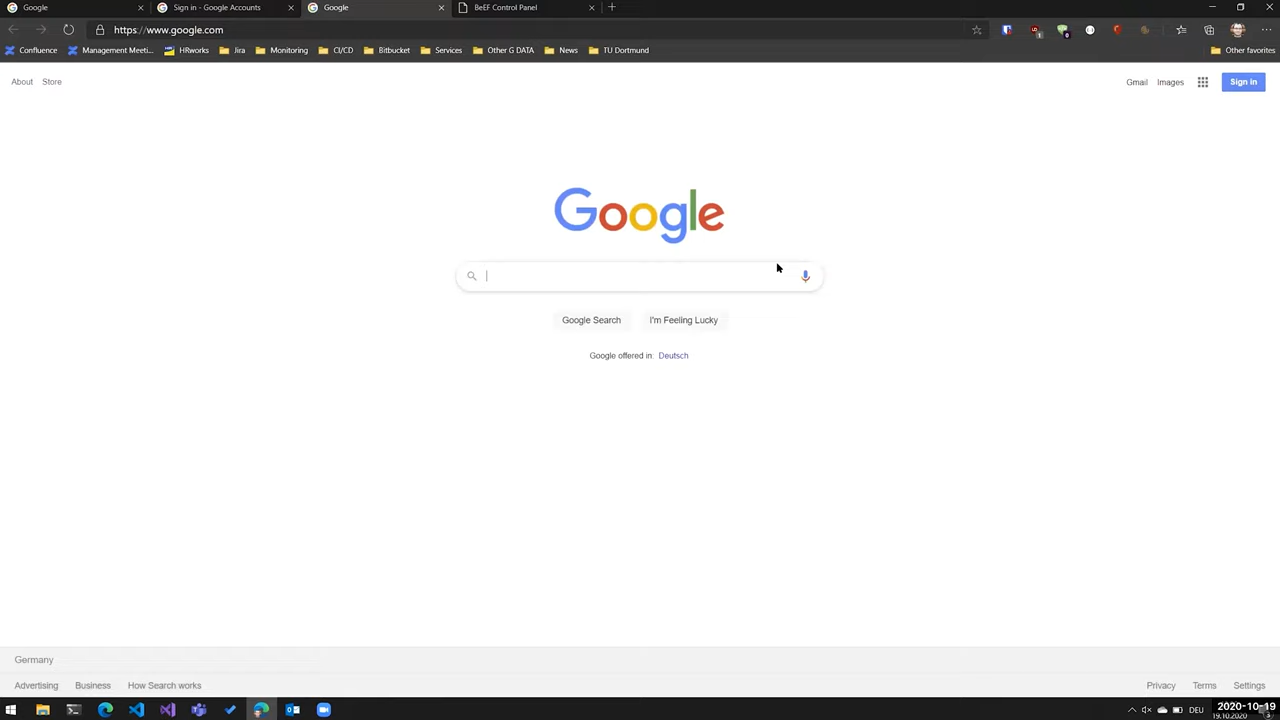 Google
Sign in - Google Accounts
Google
BeEF Control Panel
https://www.google.com
Confluence
Management Meeti...
HRworks
Jira
Monitoring
CI/CD
Bitbucket
Services
Other G DATA
News
TU Dortmund
Other favorites
About
Store
Gmail
Images
Sign in
Google
Google Search
I'm Feeling Lucky
Google offered in: Deutsch
Germany
Advertising
Business
How Search works
Privacy
Terms
Settings
DEU
2020-10-19
19.10.2020